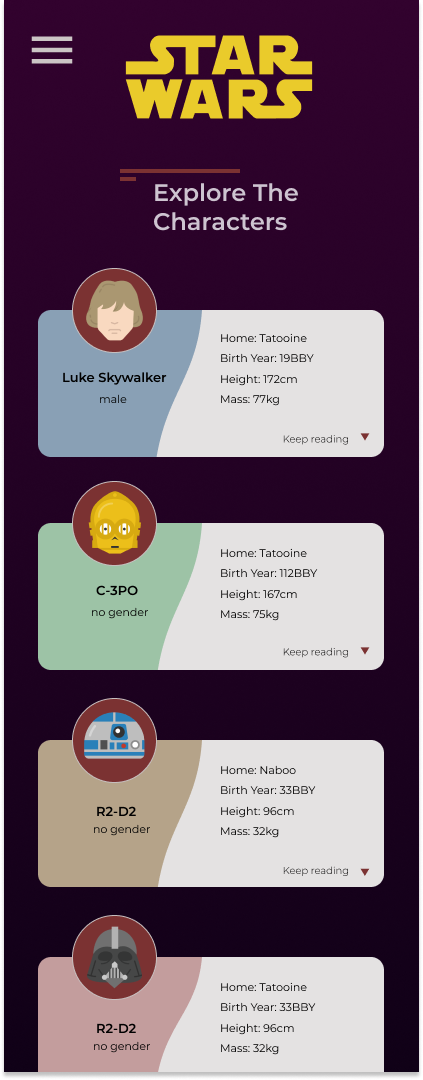 STAR
WARS
Explore The
Characters
Luke Skywalker
male
Home: Tatooine
Birth Year: 19BBY
Height: 172cm
Mass: 77kg
Keep reading
C-3PO
no gender
Home: Tatooine
Birth Year: 112BBY
Height: 167cm
Mass: 75kg
Keep reading
R2-D2
no gender
Home: Naboo
Birth Year: 33BBY
Height: 96cm
Mass: 32kg
Keep reading
R2-D2
no gender
Home: Tatooine
Birth Year: 33BBY
Height: 96cm
Mass: 32kg